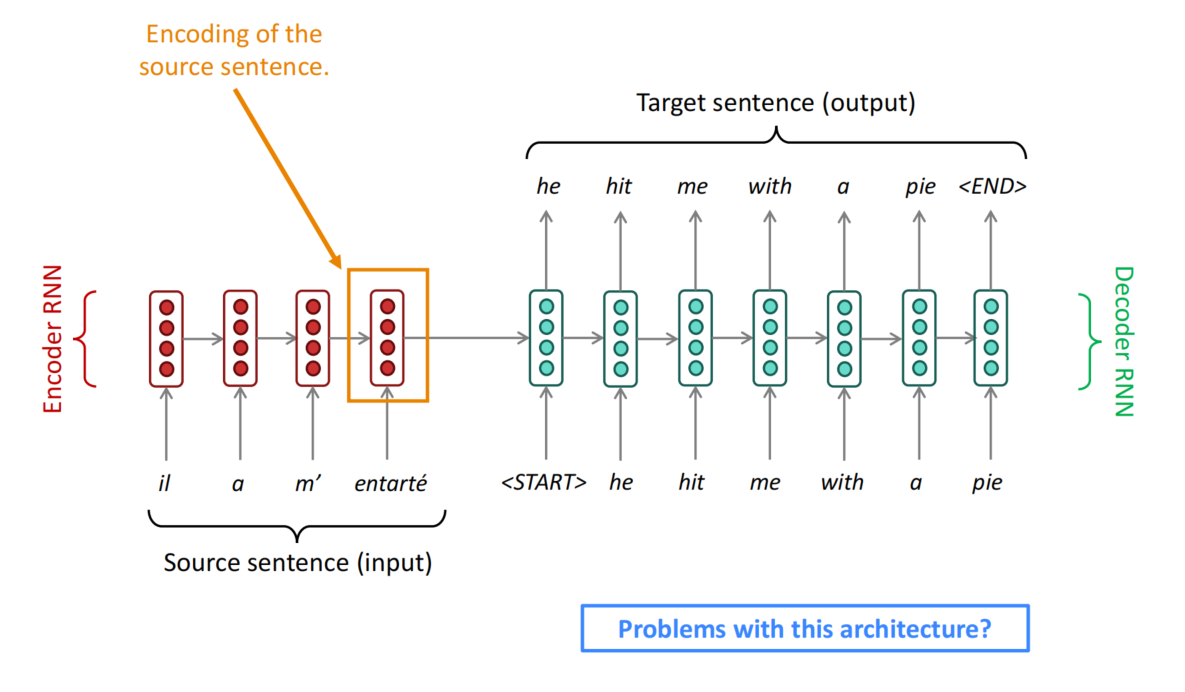 Encoding of the
source sentence.
Target sentence (output)
he hit me with a pie <END>
Encoder RNN
Decoder RNN
il a m’ entarté <START> he hit me with a pie
Source sentence (input)
Problems with this architecture?